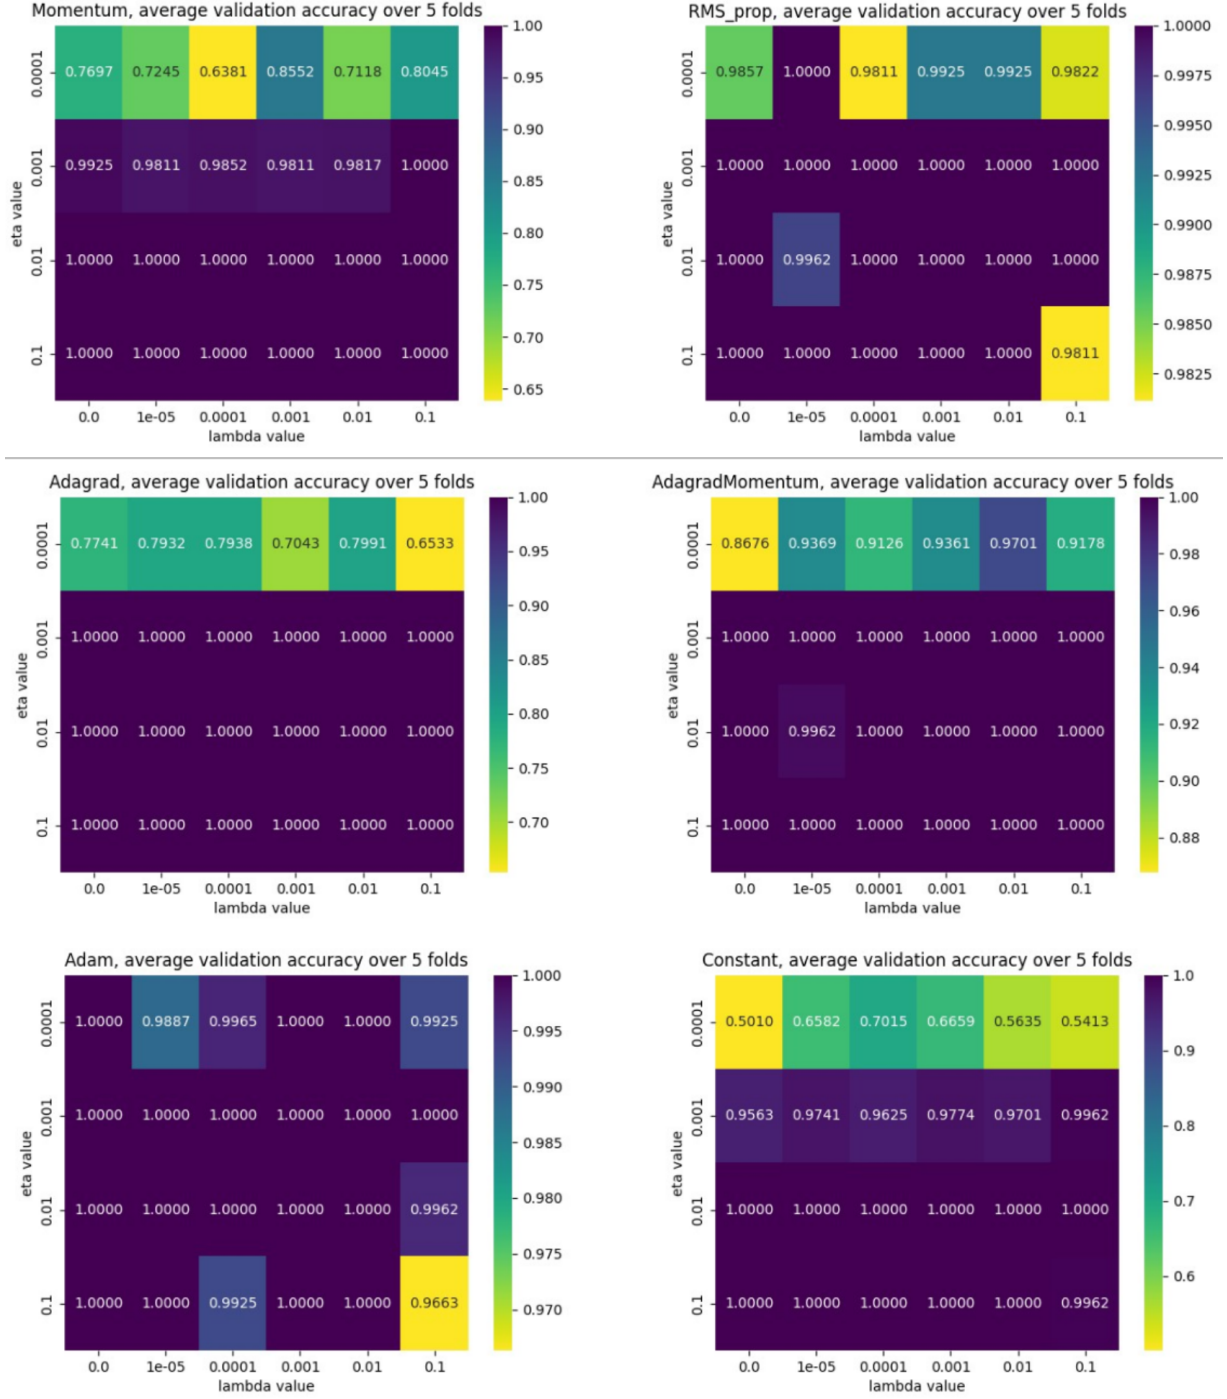 Momentum, average validation accuracy over 5 folds
0.0001 0.7697 0.7245 0.6381 0.8552 0.7118 0.8045
0.001 0.9925 0.9811 0.9852 0.9811 0.9817 1.0000
0.01 1.0000 1.0000 1.0000 1.0000 1.0000 1.0000
0.1 1.0000 1.0000 1.0000 1.0000 1.0000 1.0000
0.0 1e-05 0.0001 0.001 0.01 0.1
lambda value
eta value
1.00
0.95
0.90
0.85
0.80
0.75
0.70
0.65
RMS_prop, average validation accuracy over 5 folds
0.0001 0.9857 1.0000 0.9811 0.9925 0.9925 0.9822
0.001 1.0000 1.0000 1.0000 1.0000 1.0000 1.0000
0.01 1.0000 0.9962 1.0000 1.0000 1.0000 1.0000
0.1 1.0000 1.0000 1.0000 1.0000 1.0000 0.9811
0.0 1e-05 0.0001 0.001 0.01 0.1
lambda value
eta value
1.0000
0.9975
0.9950
0.9925
0.9900
0.9875
0.9850
0.9825
Adagrad, average validation accuracy over 5 folds
0.0001 0.7741 0.7932 0.7938 0.7043 0.7991 0.6533
0.001 1.0000 1.0000 1.0000 1.0000 1.0000 1.0000
0.01 1.0000 1.0000 1.0000 1.0000 1.0000 1.0000
0.1 1.0000 1.0000 1.0000 1.0000 1.0000 1.0000
0.0 1e-05 0.0001 0.001 0.01 0.1
lambda value
eta value
1.00
0.95
0.90
0.85
0.80
0.75
0.70
AdagradMomentum, average validation accuracy over 5 folds
0.0001 0.8676 0.9369 0.9126 0.9361 0.9701 0.9178
0.001 1.0000 1.0000 1.0000 1.0000 1.0000 1.0000
0.01 1.0000 0.9962 1.0000 1.0000 1.0000 1.0000
0.1 1.0000 1.0000 1.0000 1.0000 1.0000 1.0000
0.0 1e-05 0.0001 0.001 0.01 0.1
lambda value
eta value
1.00
0.98
0.96
0.94
0.92
0.90
0.88
Adam, average validation accuracy over 5 folds
0.0001 1.0000 0.9887 0.9965 1.0000 1.0000 0.9925
0.001 1.0000 1.0000 1.0000 1.0000 1.0000 1.0000
0.01 1.0000 1.0000 1.0000 1.0000 1.0000 0.9962
0.1 1.0000 1.0000 0.9925 1.0000 1.0000 0.9663
0.0 1e-05 0.0001 0.001 0.01 0.1
lambda value
eta value
1.000
0.995
0.990
0.985
0.980
0.975
0.970
Constant, average validation accuracy over 5 folds
0.0001 0.5010 0.6582 0.7015 0.6659 0.5635 0.5413
0.001 0.9563 0.9741 0.9625 0.9774 0.9701 0.9962
0.01 1.0000 1.0000 1.0000 1.0000 1.0000 1.0000
0.1 1.0000 1.0000 1.0000 1.0000 1.0000 0.9962
0.0 1e-05 0.0001 0.001 0.01 0.1
lambda value
eta value
1.0
0.9
0.8
0.7
0.6